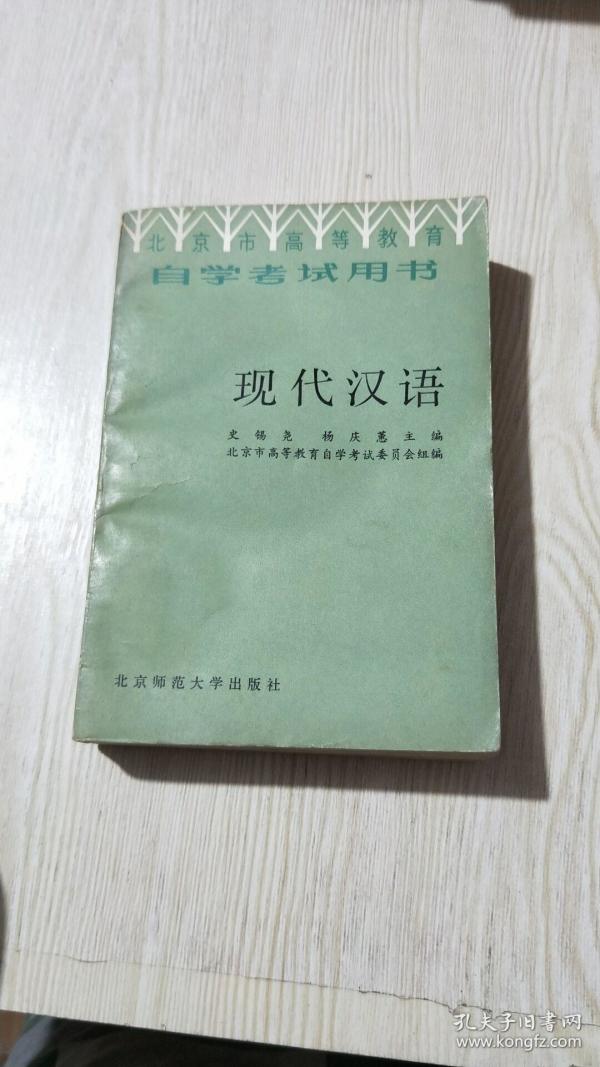 北京市高等教育
自学考试用书
现代汉语
史锡尧 杨庆蕙主编
北京市高等教育自学考试委员会组编
北京师范大学出版社
孔夫子旧书网
www.kongfz.com